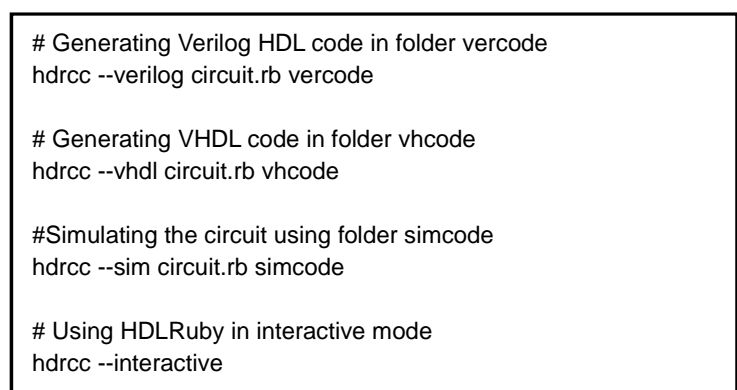 # Generating Verilog HDL code in folder vercode
hdrcc --verilog circuit.rb vercode
# Generating VHDL code in folder vhcode
hdrcc --vhdl circuit.rb vhcode
#Simulating the circuit using folder simcode
hdrcc --sim circuit.rb simcode
# Using HDLRuby in interactive mode
hdrcc --interactive